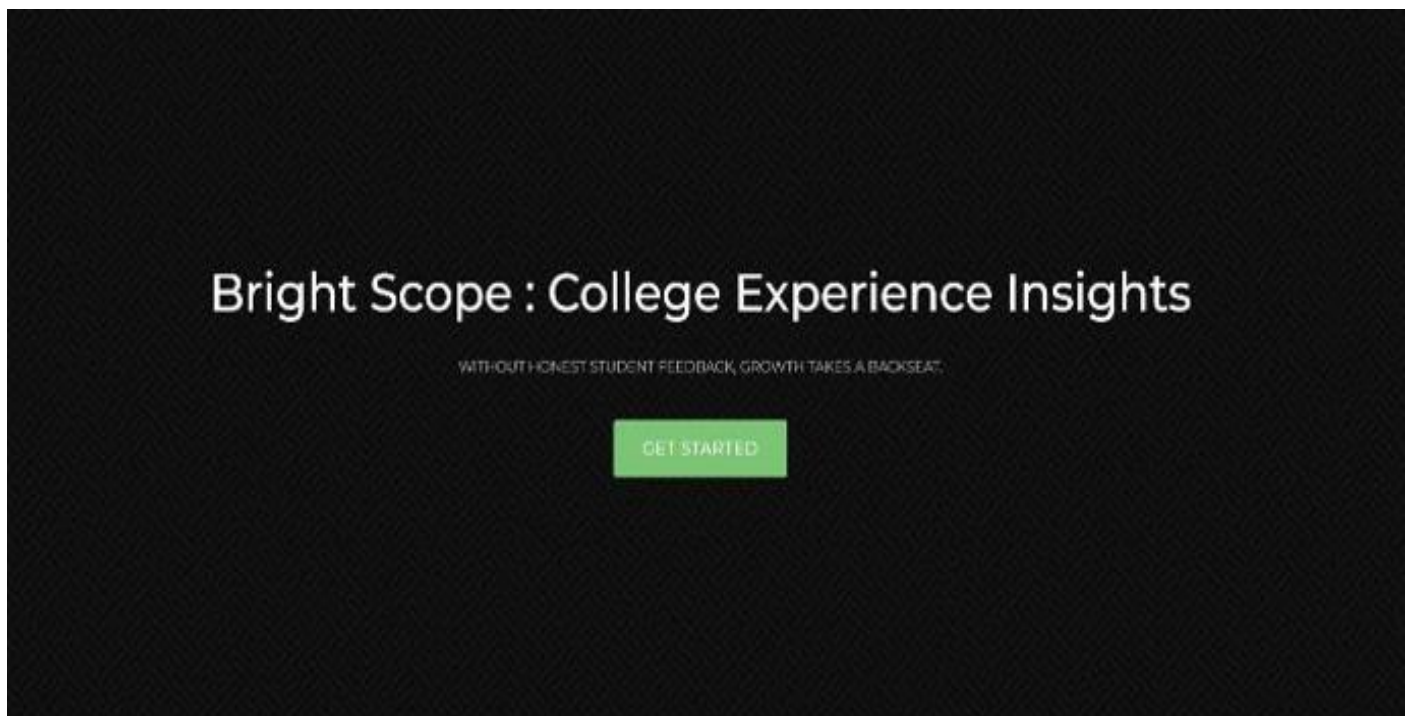 Bright Scope : College Experience Insights
WITHOUT HONEST STUDENT FEEDBACK, GROWTH TAKES A BACKSEAT.
GET STARTED